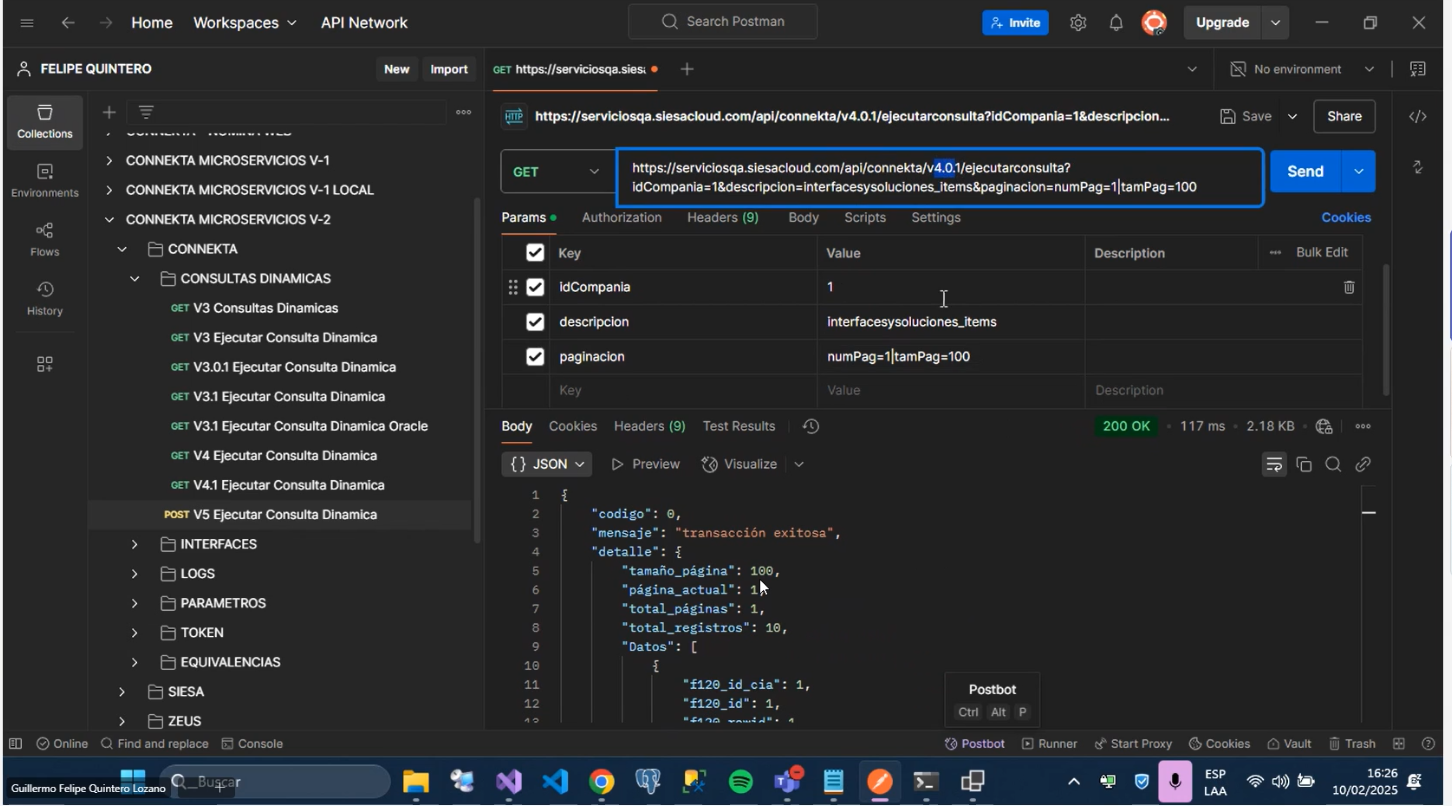 Home Workspaces API Network Search Postman Invite Upgrade
FELIPE QUINTERO New Import GET https://serviciosqa.siesa No environment
Collections
Environments
Flows
History
CONNEKTA - NOMINA WEB
CONNEKTA MICROSERVICIOS V-1
CONNEKTA MICROSERVICIOS V-1 LOCAL
CONNEKTA MICROSERVICIOS V-2
CONNEKTA
CONSULTAS DINAMICAS
GET V3 Consultas Dinamicas
GET V3 Ejecutar Consulta Dinamica
GET V3.0.1 Ejecutar Consulta Dinamica
GET V3.1 Ejecutar Consulta Dinamica
GET V3.1 Ejecutar Consulta Dinamica Oracle
GET V4 Ejecutar Consulta Dinamica
GET V4.1 Ejecutar Consulta Dinamica
POST V5 Ejecutar Consulta Dinamica
INTERFACES
LOGS
PARAMETROS
TOKEN
EQUIVALENCIAS
SIESA
ZEUS
HTTP https://serviciosqa.siesacloud.com/api/connekta/v4.0.1/ejecutarconsulta?idCompania=1&descripcion... Save Share
GET https://serviciosqa.siesacloud.com/api/connekta/v4.0.1/ejecutarconsulta? Send
idCompania=1&descripcion=interfacesysoluciones_items&paginacion=numPag=1|tamPag=100
Params Authorization Headers (9) Body Scripts Settings Cookies
Key Value Description Bulk Edit
idCompania 1
descripcion interfacesysoluciones_items
paginacion numPag=1|tamPag=100
Key Value Description
Body Cookies Headers (9) Test Results 200 OK 117 ms 2.18 KB
{} JSON Preview Visualize
1 {
2 "codigo": 0,
3 "mensaje": "transacción exitosa",
4 "detalle": {
5 "tamaño_página": 100,
6 "página_actual": 1,
7 "total_páginas": 1,
8 "total_registros": 10,
9 "Datos": [
10 {
11 "f120_id_cia": 1,
12 "f120_id": 1,
13 "f120_rowid": 1
Postbot
Ctrl Alt P
Online Find and replace Console Postbot Runner Start Proxy Cookies Vault Trash
Guillermo Felipe Quintero Lozano Buscar ESP LAA 16:26 10/02/2025